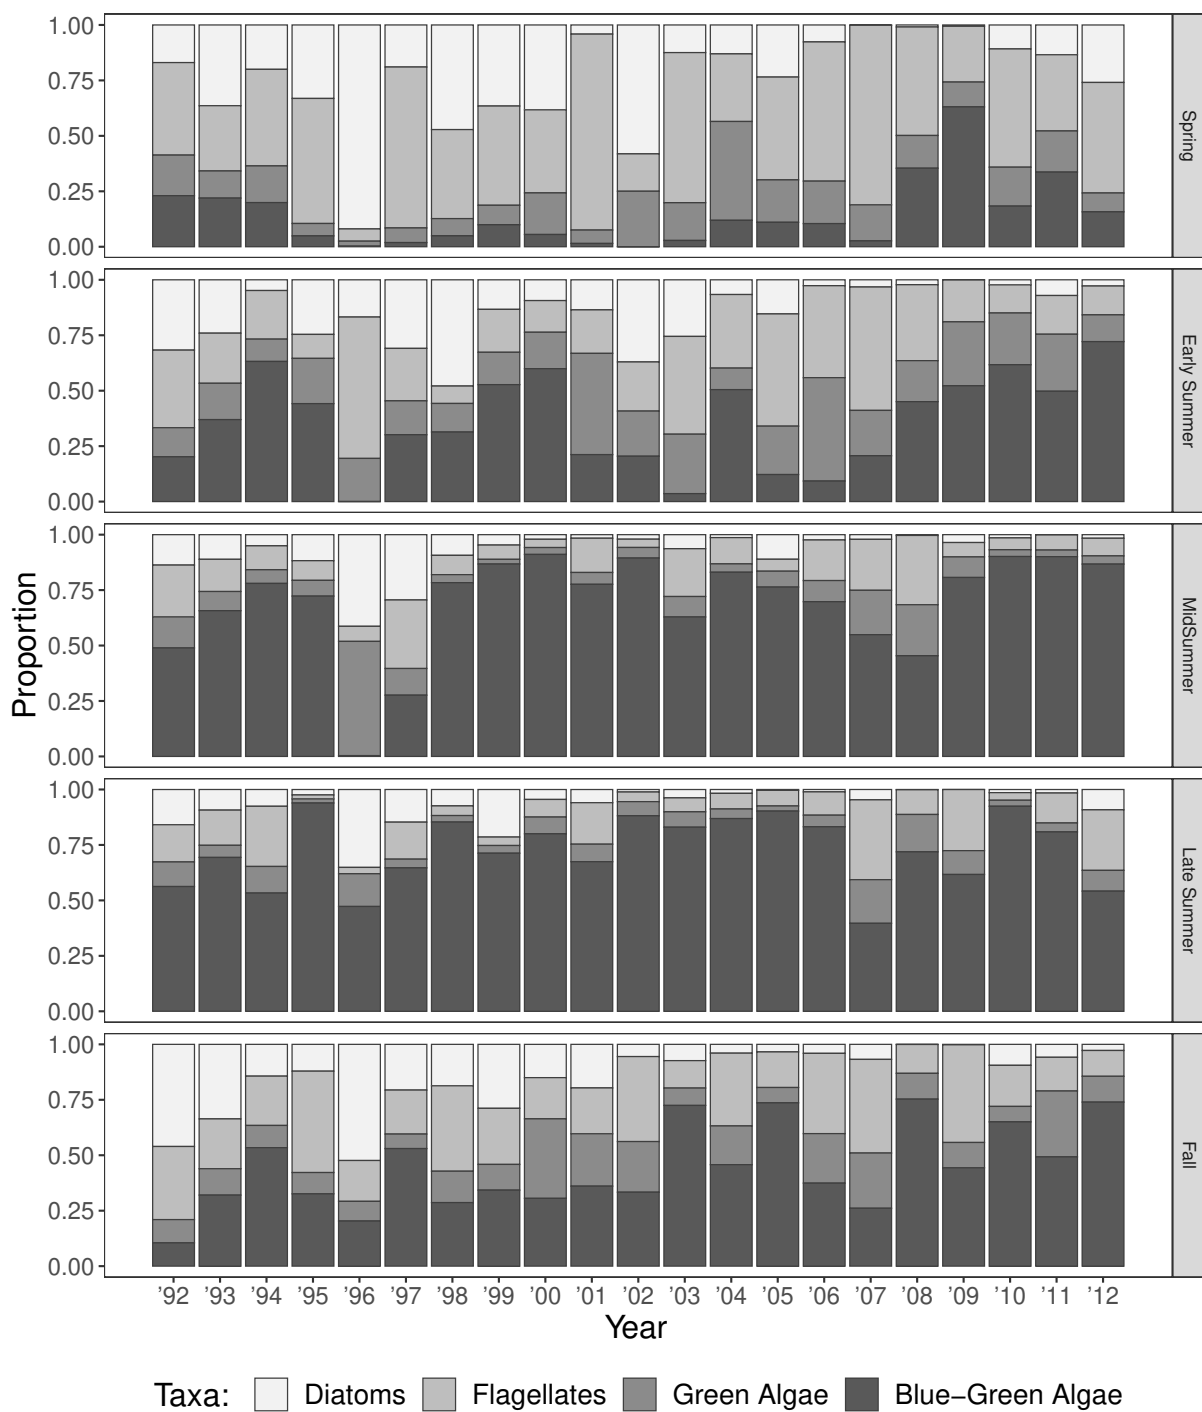 1.00
0.75
0.50
0.25
0.00
Spring
1.00
0.75
0.50
0.25
0.00
Early Summer
1.00
0.75
0.50
0.25
0.00
MidSummer
Proportion
1.00
0.75
0.50
0.25
0.00
Late Summer
1.00
0.75
0.50
0.25
0.00
Fall
’92 ’93 ’94 ’95 ’96 ’97 ’98 ’99 ’00 ’01 ’02 ’03 ’04 ’05 ’06 ’07 ’08 ’09 ’10 ’11 ’12
Year
Taxa: Diatoms Flagellates Green Algae Blue−Green Algae